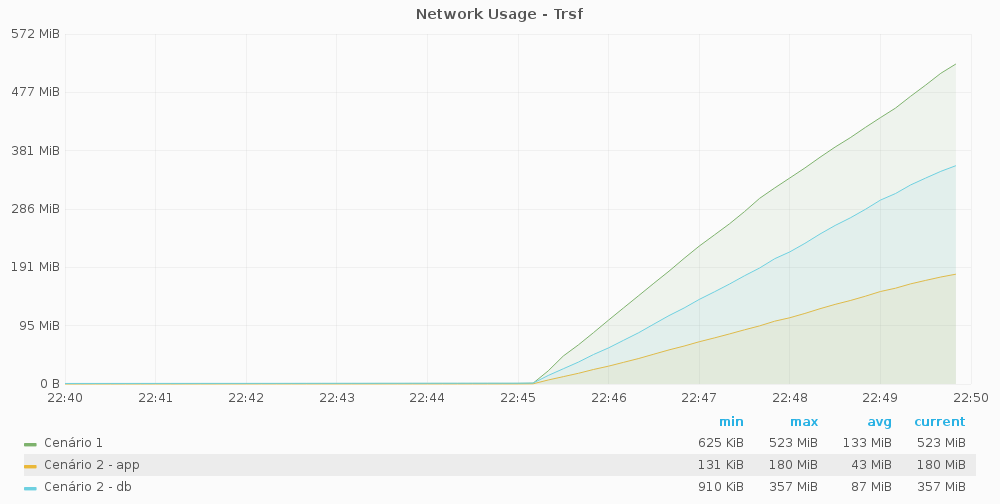 Network Usage - Trsf
572 MiB
477 MiB
381 MiB
286 MiB
191 MiB
95 MiB
0 B
22:40 22:41 22:42 22:43 22:44 22:45 22:46 22:47 22:48 22:49 22:50
min max avg current
Cenário 1 625 KiB 523 MiB 133 MiB 523 MiB
Cenário 2 - app 131 KiB 180 MiB 43 MiB 180 MiB
Cenário 2 - db 910 KiB 357 MiB 87 MiB 357 MiB